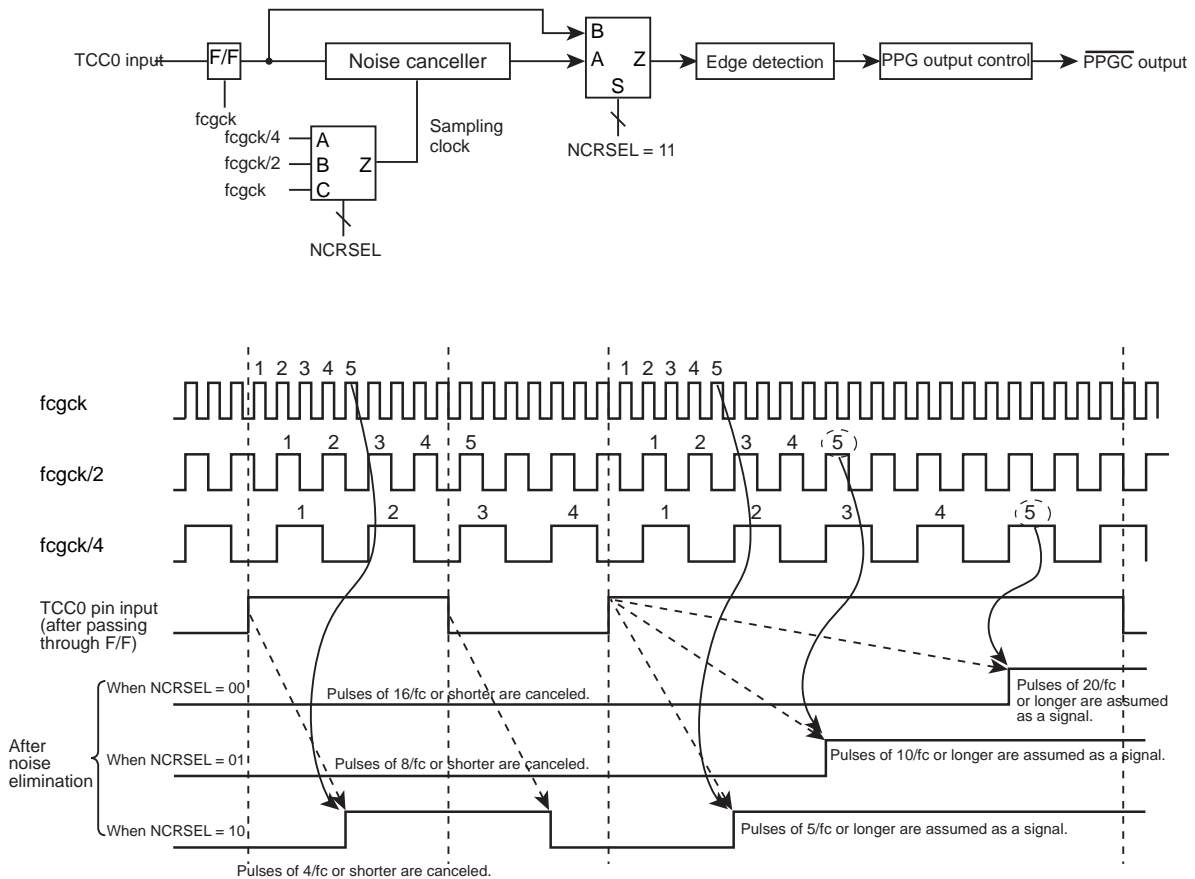 TCC0 input
F/F
Noise canceller
B
A
Z
S
Edge detection
PPG output control
PPGC output
fcgck
Sampling
clock
NCRSEL = 11
fcgck/4
fcgck/2
fcgck
A
B
C
Z
NCRSEL
1 2 3 4 5
1 2 3 4 5
fcgck
1 2 3 4 5
1 2 3 4 5
fcgck/2
1 2 3 4
1 2 3 4 5
fcgck/4
TCC0 pin input
(after passing
through F/F)
After
noise
elimination
When NCRSEL = 00
Pulses of 16/fc or shorter are canceled.
Pulses of 20/fc
or longer are assumed
as a signal.
When NCRSEL = 01
Pulses of 8/fc or shorter are canceled.
Pulses of 10/fc or longer are assumed as a signal.
When NCRSEL = 10
Pulses of 5/fc or longer are assumed as a signal.
Pulses of 4/fc or shorter are canceled.